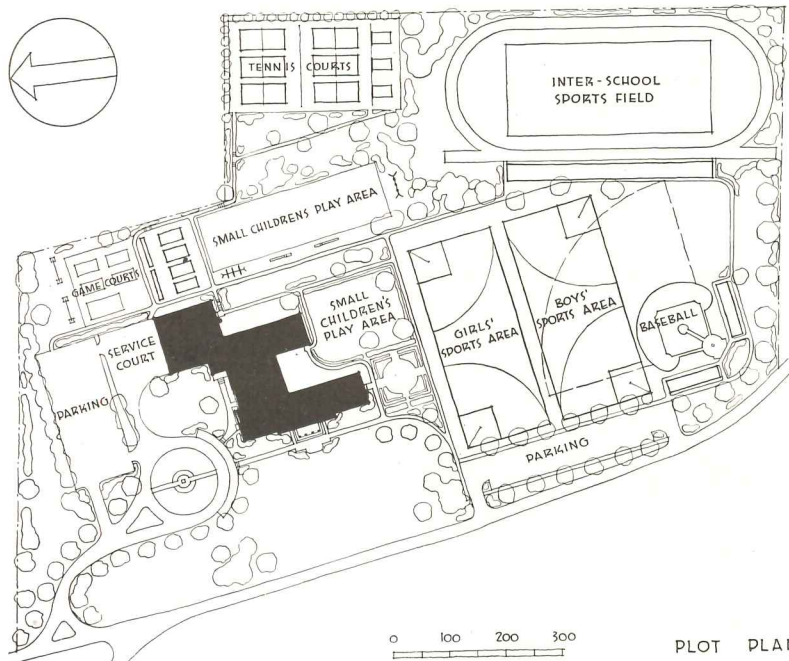 TENNIS COURTS
INTER-SCHOOL
SPORTS FIELD
SMALL CHILDRENS PLAY AREA
GAME COURTS
SMALL
CHILDREN'S
PLAY AREA
GIRLS'
SPORTS AREA
BOYS'
SPORTS AREA
BASEBALL
SERVICE
COURT
PARKING
PARKING
0 100 200 300
PLOT PLAN